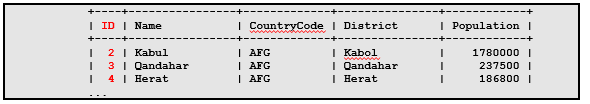 +----+----------------+-------------+-----------------+------------+
| ID | Name           | CountryCode | District        | Population |
+----+----------------+-------------+-----------------+------------+
|  2 | Kabul          | AFG         | Kabol           |    1780000 |
|  3 | Qandahar       | AFG         | Qandahar        |     237500 |
|  4 | Herat          | AFG         | Herat           |     186800 |
...